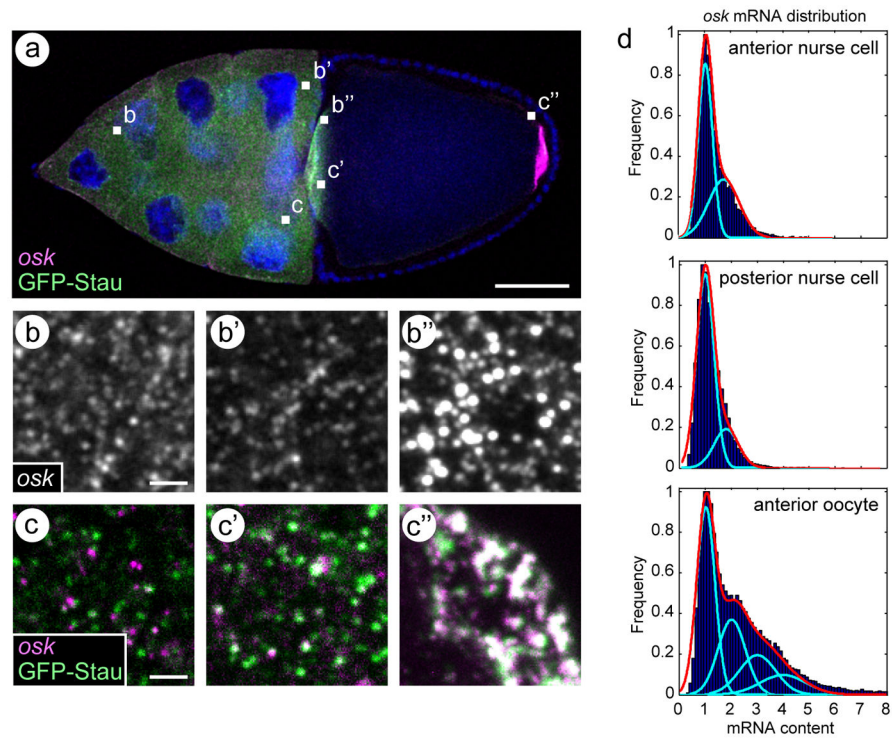 a
b
b'
b''
c
c'
c''
osk
GFP-Stau
b
osk
b'
b''
c
osk
GFP-Stau
c'
c''
d
osk mRNA distribution
anterior nurse cell
Frequency
1
0.8
0.6
0.4
0.2
0
posterior nurse cell
Frequency
1
0.8
0.6
0.4
0.2
0
anterior oocyte
Frequency
1
0.8
0.6
0.4
0.2
0
0 1 2 3 4 5 6 7 8
mRNA content